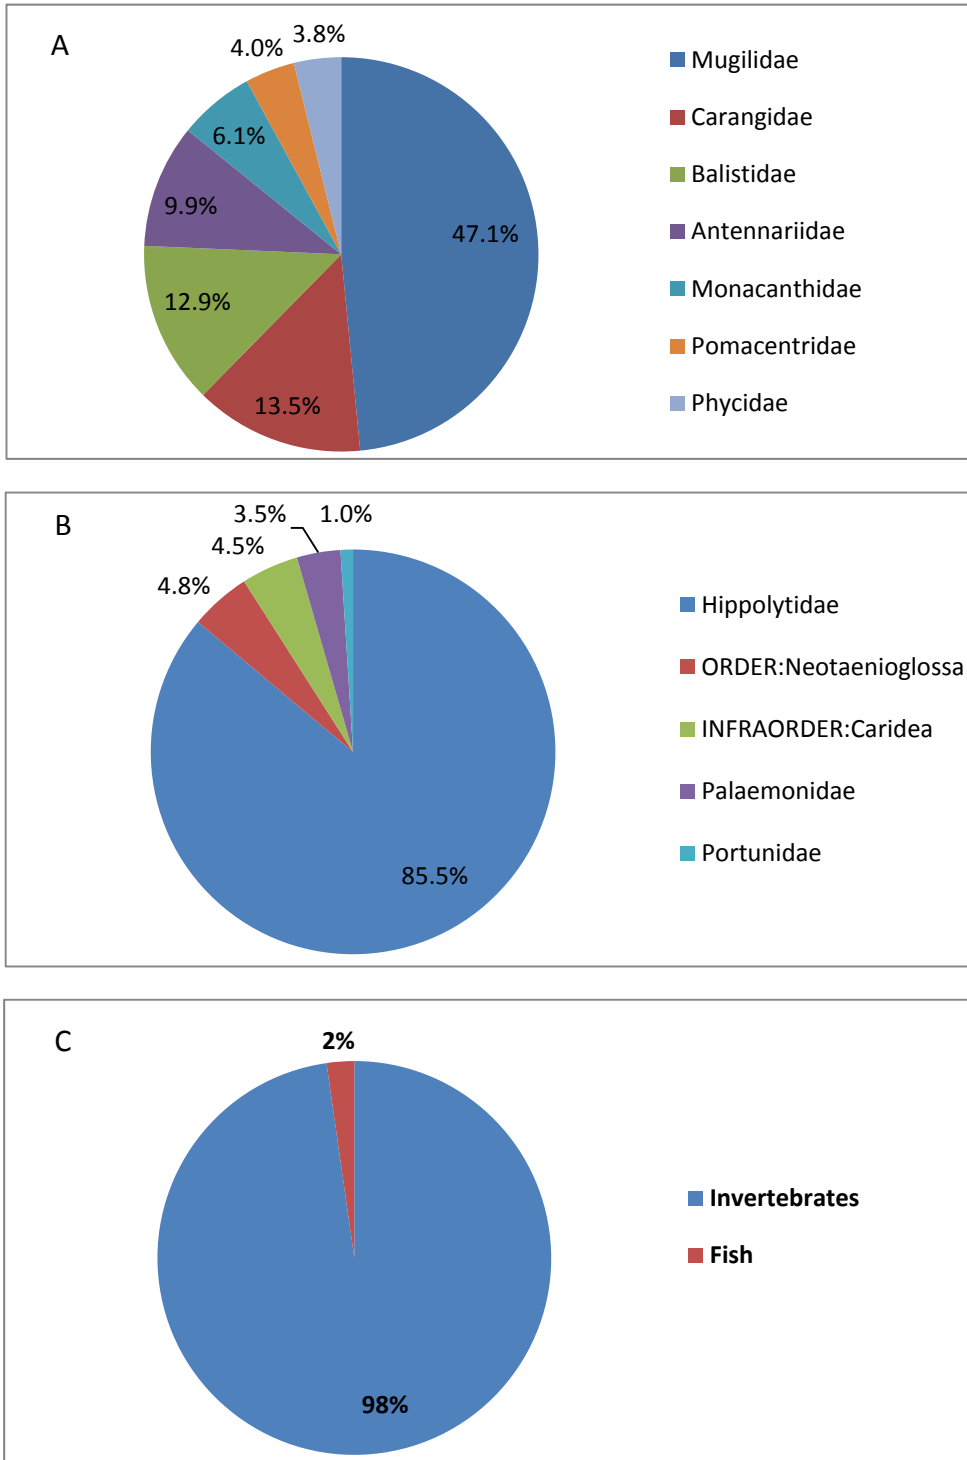 A
3.8%
4.0%
6.1%
9.9%
47.1%
12.9%
13.5%
Mugilidae
Carangidae
Balistidae
Antennariidae
Monacanthidae
Pomacentridae
Phycidae
B
3.5%
1.0%
4.5%
4.8%
85.5%
Hippolytidae
ORDER:Neotaenioglossa
INFRAORDER:Caridea
Palaemonidae
Portunidae
C
2%
98%
Invertebrates
Fish